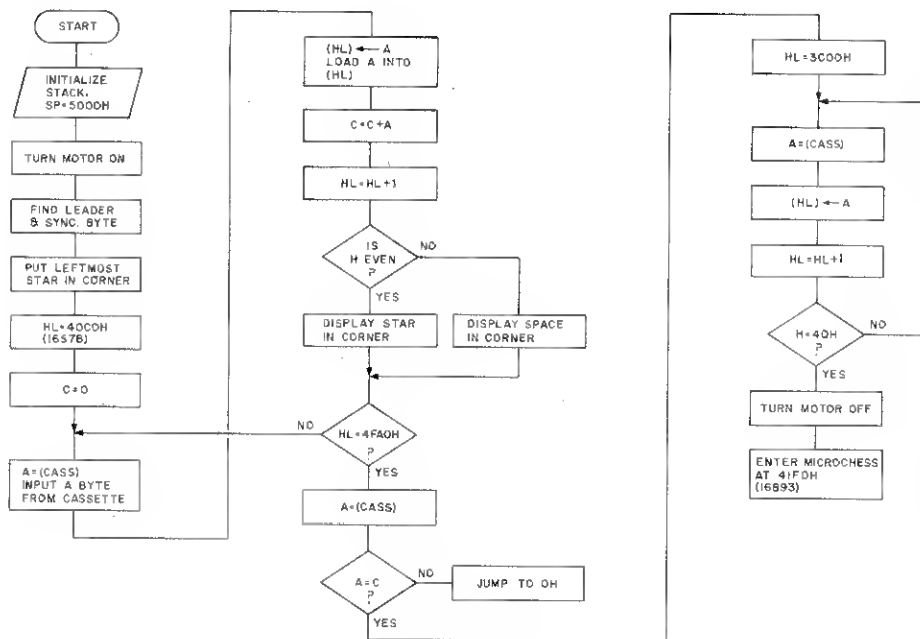 START
INITIALIZE
STACK,
SP=5000H
TURN MOTOR ON
FIND LEADER
& SYNC. BYTE
PUT LEFTMOST
STAR IN CORNER
HL=40C0H
(16578)
C=0
A=(CASS)
INPUT A BYTE
FROM CASSETTE
(HL) ← A
LOAD A INTO
(HL)
C=C+A
HL=HL+1
IS
H EVEN
?
NO
YES
DISPLAY STAR
IN CORNER
DISPLAY SPACE
IN CORNER
NO
HL=4FA0H
?
YES
A=(CASS)
A=C
?
NO
JUMP TO 0H
YES
HL=3C00H
A=(CASS)
(HL) ← A
HL=HL+1
H=40H
?
NO
YES
TURN MOTOR OFF
ENTER MICROCHESS
AT 41FDH
(16893)